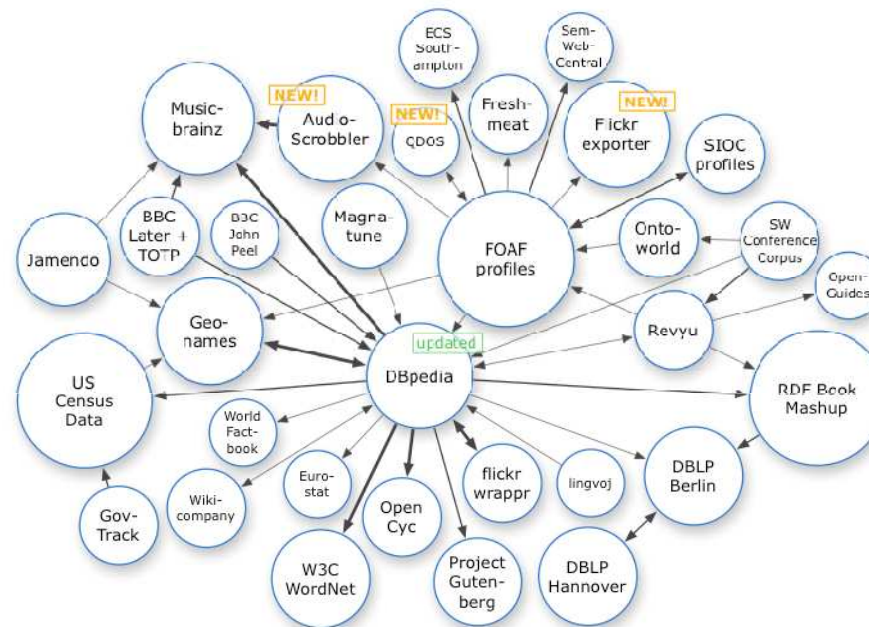 ECS
South-
ampton
Sem-
Web-
Central
NEW!
Music-
brainz
Audio-
Scrobbler
NEW!
QDOS
Fresh-
meat
NEW!
Flickr
exporter
SIOC
profiles
Jamendo
BBC
Later +
TOTP
BBC
John
Peel
Magna-
tune
FOAF
profiles
Onto-
world
SW
Conference
Corpus
Open-
Guides
Geo-
names
updated
DBpedia
Revyu
US
Census
Data
World
Fact-
book
RDF Book
Mashup
Gov-
Track
Wiki-
company
Euro-
stat
Open
Cyc
flickr
wrappr
lingvoj
DBLP
Berlin
W3C
WordNet
Project
Guten-
berg
DBLP
Hannover